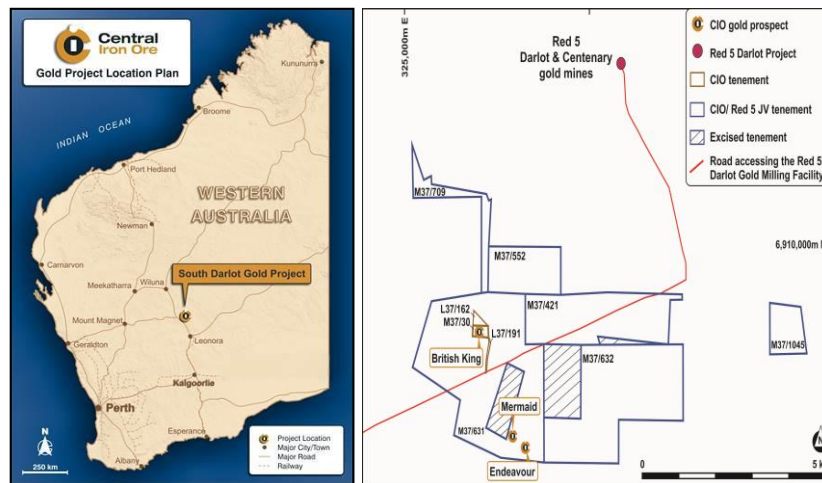 Central
Iron Ore
Gold Project Location Plan
Kununurra
Broome
INDIAN OCEAN
Port Hedland
WESTERN
AUSTRALIA
Newman
Carnarvon
South Darlot Gold Project
Meekatharra
Wiluna
Mount Magnet
Leonora
Geraldton
Kalgoorlie
Perth
Esperance
Albany
N
250 km
Project Location
Major City/Town
Major Road
Railway
325,000m E
Red 5
Darlot & Centenary
gold mines
CIO gold prospect
Red 5 Darlot Project
CIO tenement
CIO/ Red 5 JV tenement
Excised tenement
Road accessing the Red 5
Darlot Gold Milling Facility
M37/709
6,910,000m
M37/552
L37/162
M37/421
M37/30
L37/191
British King
M37/1045
M37/632
Mermaid
M37/631
Endeavour
N
0
5